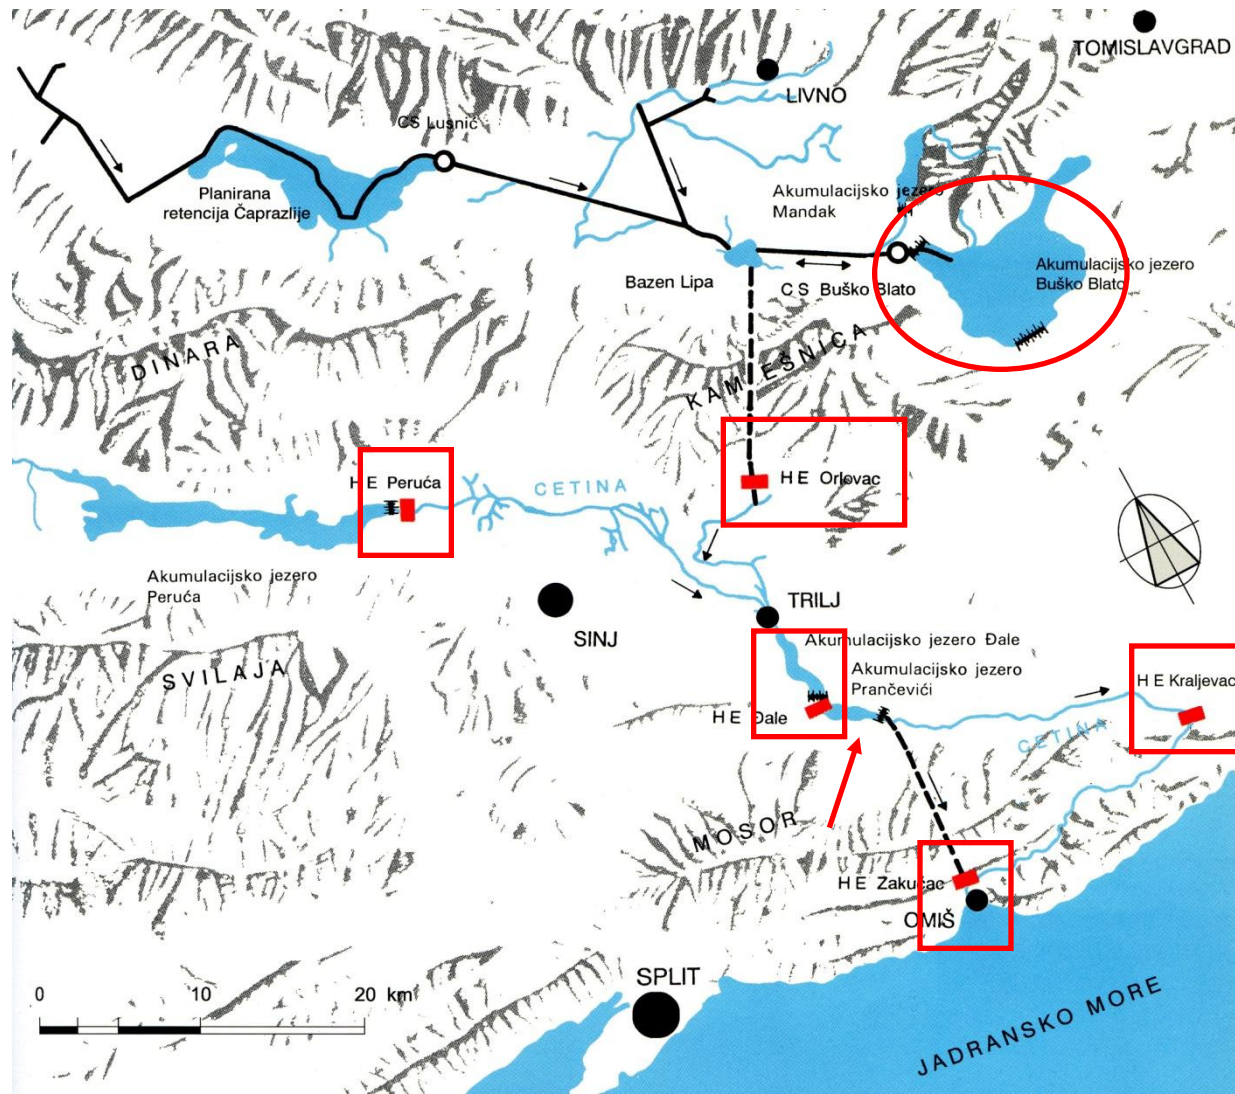 TOMISLAVGRAD
LIVNO
CS Lusnić
Planirana
retencija Čaprazlije
Akumulacijsko jezero
Mandak
Akumulacijsko jezero
Buško Blato
Bazen Lipa
CS Buško Blato
DINARA
KAMEŠNICA
HE Peruća
CETINA
HE Orlovac
Akumulacijsko jezero
Peruća
SINJ
TRILJ
Akumulacijsko jezero Đale
Akumulacijsko jezero
Prančevići
SVILAJA
HE Đale
HE Kraljevac
CETINA
MOSOR
HE Zakučac
OMIŠ
SPLIT
0 10 20 km
JADRANSKO MORE